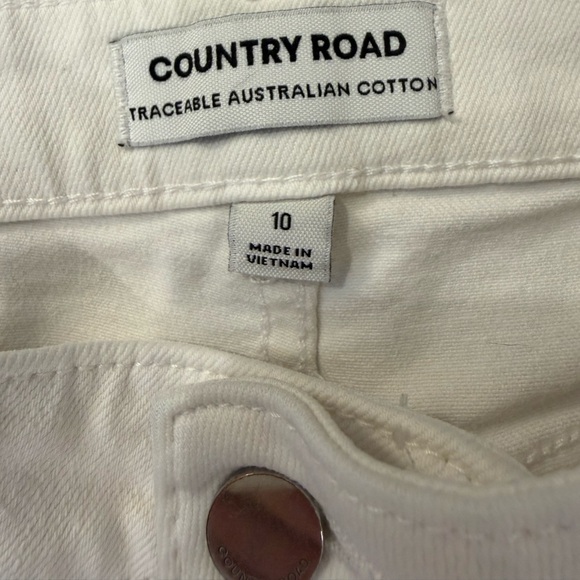 COUNTRY ROAD
TRACEABLE AUSTRALIAN COTTON
10
MADE IN
VIETNAM